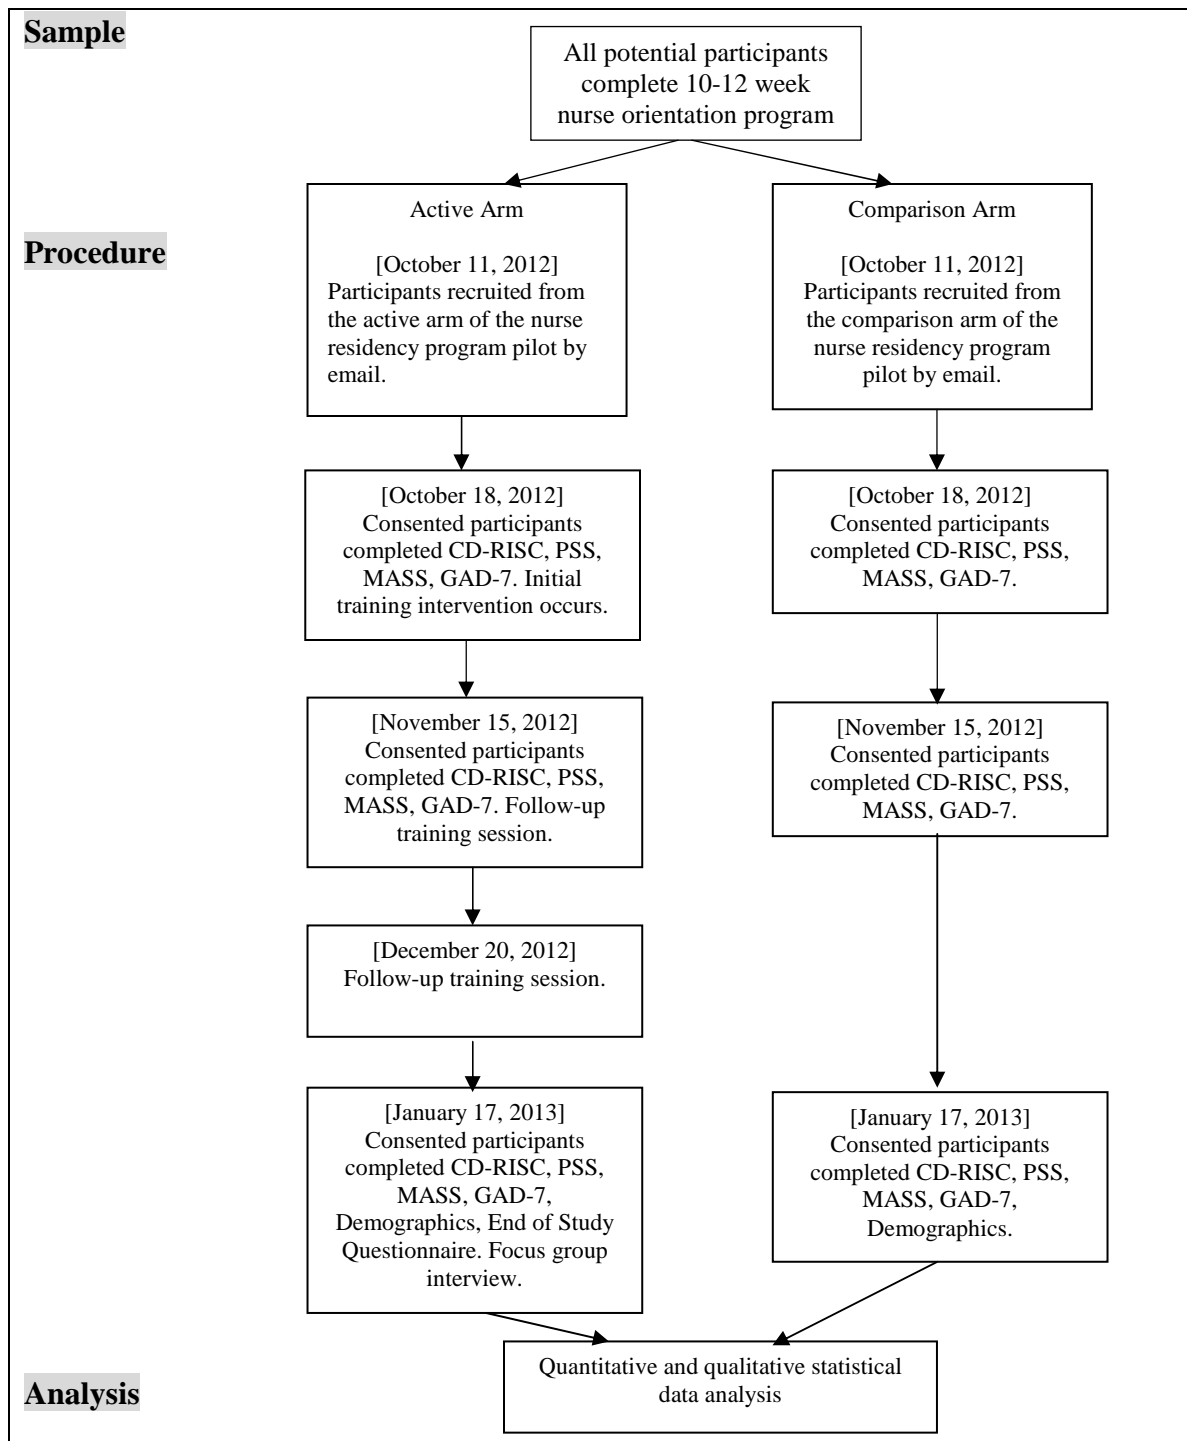 Sample
All potential participants
complete 10-12 week
nurse orientation program
Procedure
Active Arm
[October 11, 2012]
Participants recruited from
the active arm of the nurse
residency program pilot by
email.
Comparison Arm
[October 11, 2012]
Participants recruited from
the comparison arm of the
nurse residency program
pilot by email.
[October 18, 2012]
Consented participants
completed CD-RISC, PSS,
MASS, GAD-7. Initial
training intervention occurs.
[October 18, 2012]
Consented participants
completed CD-RISC, PSS,
MASS, GAD-7.
[November 15, 2012]
Consented participants
completed CD-RISC, PSS,
MASS, GAD-7. Follow-up
training session.
[November 15, 2012]
Consented participants
completed CD-RISC, PSS,
MASS, GAD-7.
[December 20, 2012]
Follow-up training session.
[January 17, 2013]
Consented participants
completed CD-RISC, PSS,
MASS, GAD-7,
Demographics, End of Study
Questionnaire. Focus group
interview.
[January 17, 2013]
Consented participants
completed CD-RISC, PSS,
MASS, GAD-7,
Demographics.
Quantitative and qualitative statistical
data analysis
Analysis